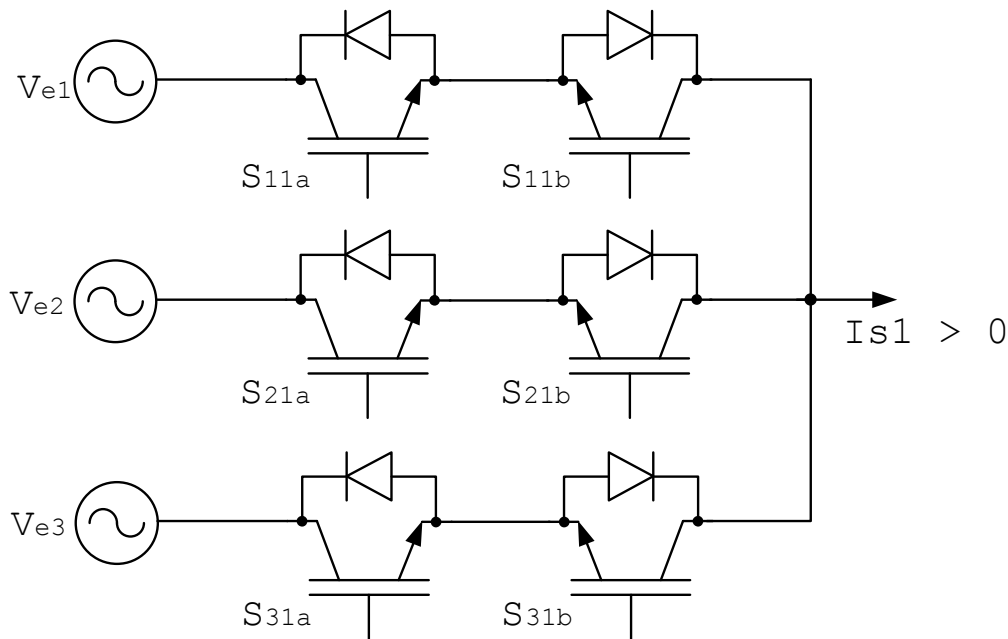 Ve1
S11a
S11b
Ve2
Is1 > 0
S21a
S21b
Ve3
S31a
S31b